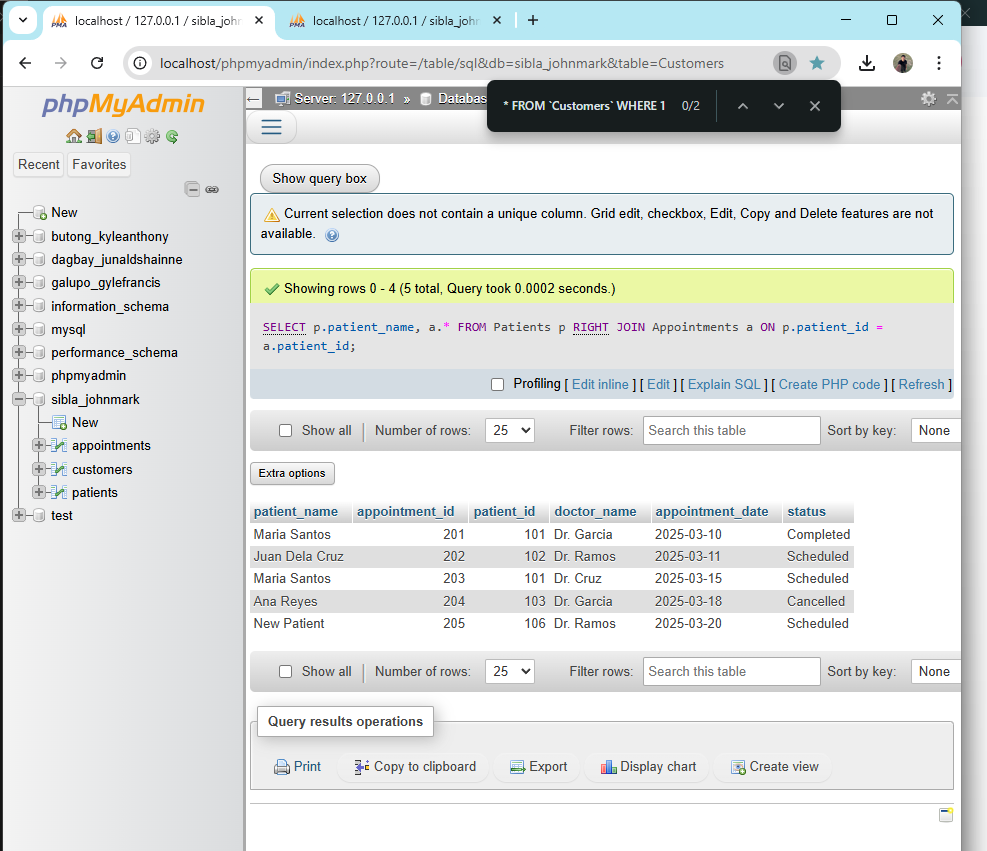 localhost / 127.0.0.1 / sibla_john
localhost / 127.0.0.1 / sibla_john
localhost/phpmyadmin/index.php?route=/table/sql&db=sibla_johnmark&table=Customers
* FROM `Customers` WHERE 1 0/2
phpMyAdmin
Recent Favorites
New
butong_kyleanthony
dagbay_junaldshainne
galupo_gylefrancis
information_schema
mysql
performance_schema
phpmyadmin
sibla_johnmark
New
appointments
customers
patients
test
Server: 127.0.0.1 » Databas
Show query box
Current selection does not contain a unique column. Grid edit, checkbox, Edit, Copy and Delete features are not
available.
Showing rows 0 - 4 (5 total, Query took 0.0002 seconds.)
SELECT p.patient_name, a.* FROM Patients p RIGHT JOIN Appointments a ON p.patient_id =
a.patient_id;
Profiling [ Edit inline ] [ Edit ] [ Explain SQL ] [ Create PHP code ] [ Refresh ]
Show all Number of rows: 25 Filter rows: Search this table Sort by key: None
Extra options
patient_name appointment_id patient_id doctor_name appointment_date status
Maria Santos 201 101 Dr. Garcia 2025-03-10 Completed
Juan Dela Cruz 202 102 Dr. Ramos 2025-03-11 Scheduled
Maria Santos 203 101 Dr. Cruz 2025-03-15 Scheduled
Ana Reyes 204 103 Dr. Garcia 2025-03-18 Cancelled
New Patient 205 106 Dr. Ramos 2025-03-20 Scheduled
Show all Number of rows: 25 Filter rows: Search this table Sort by key: None
Query results operations
Print Copy to clipboard Export Display chart Create view